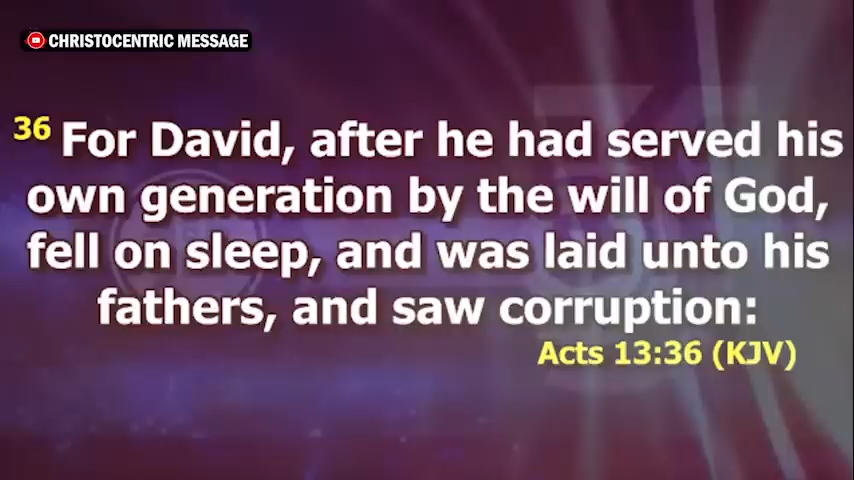 CHRISTOCENTRIC MESSAGE
36 For David, after he had served his
own generation by the will of God,
fell on sleep, and was laid unto his
fathers, and saw corruption:
Acts 13:36 (KJV)